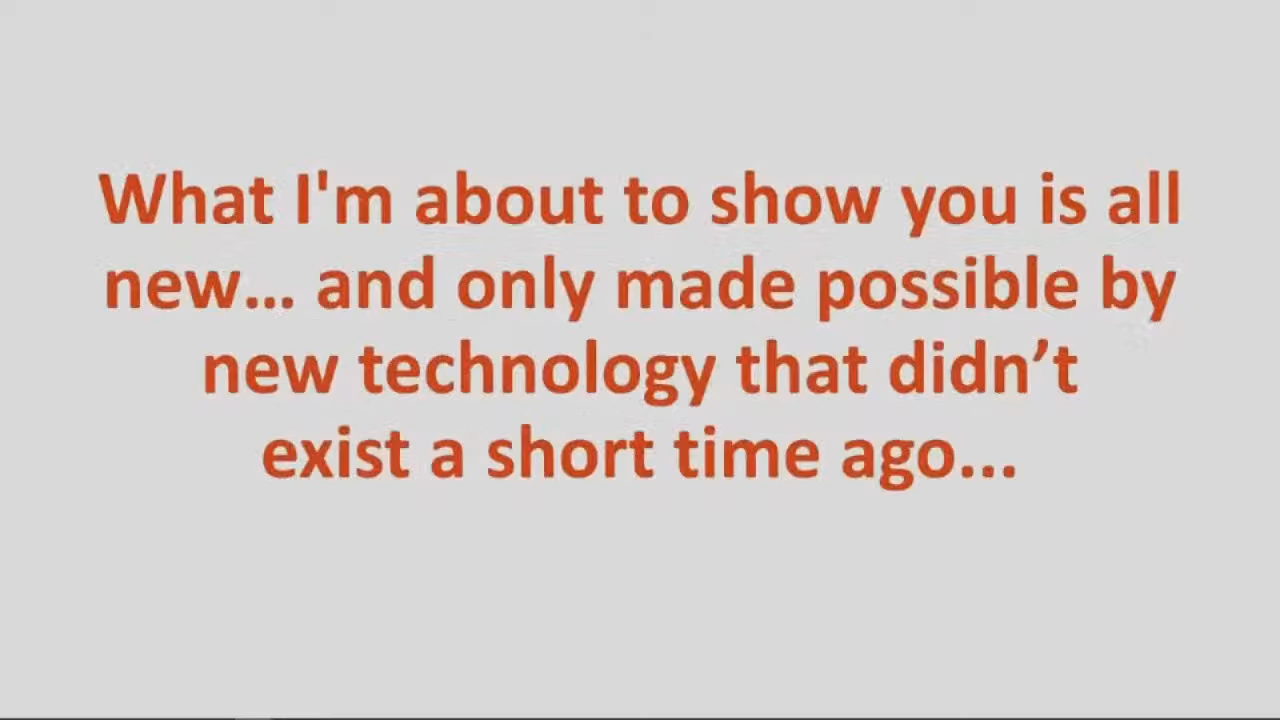 What I'm about to show you is all
new... and only made possible by
new technology that didn’t
exist a short time ago...